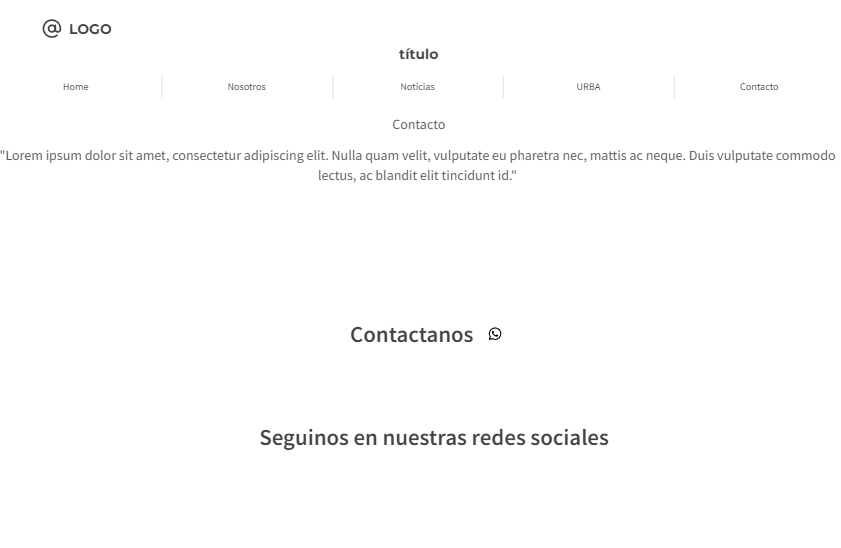 @ LOGO
título
Home Nosotros Noticias URBA Contacto
Contacto
"Lorem ipsum dolor sit amet, consectetur adipiscing elit. Nulla quam velit, vulputate eu pharetra nec, mattis ac neque. Duis vulputate commodo
lectus, ac blandit elit tincidunt id."
Contactanos
Seguinos en nuestras redes sociales